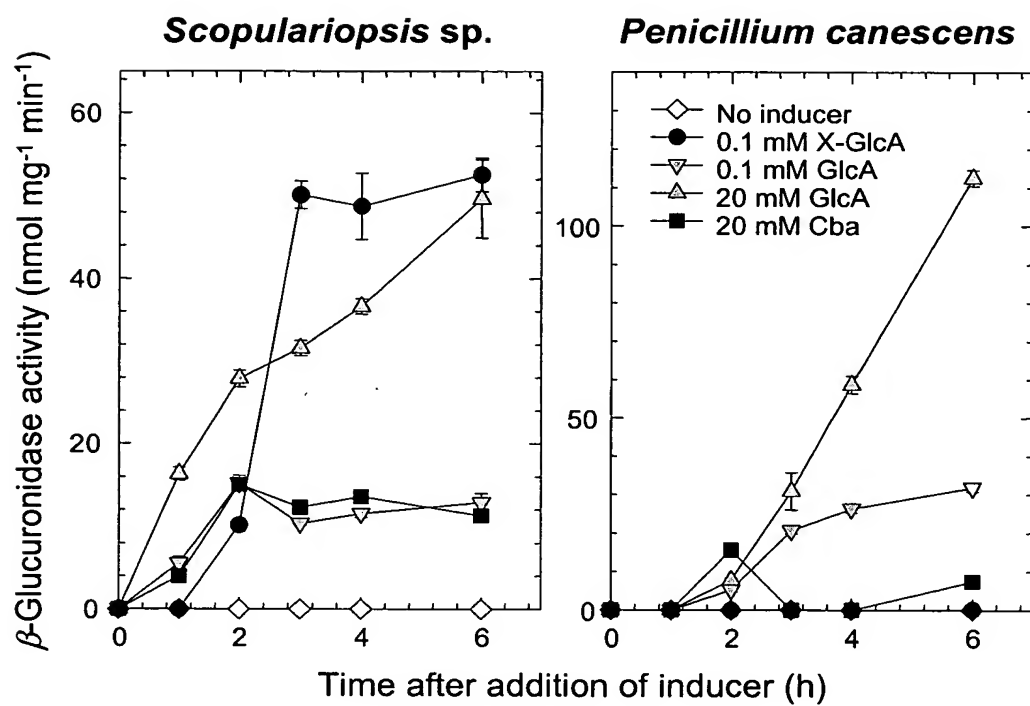 Scopulariopsis sp.
Penicillium canescens
β-Glucuronidase activity (nmol mg⁻¹ min⁻¹)
60
40
20
0
0 2 4 6
100
50
0
0 2 4 6
No inducer
0.1 mM X-GlcA
0.1 mM GlcA
20 mM GlcA
20 mM Cba
Time after addition of inducer (h)